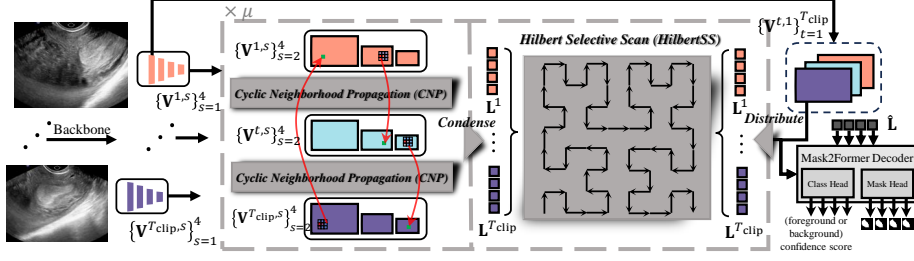 × μ
{V^{1,s}}_{s=2}^{4}
Hilbert Selective Scan (HilbertSS)
{V^{t,1}}_{t=1}^{T_clip}
{V^{1,s}}_{s=1}^{4}
Cyclic Neighborhood Propagation (CNP)
L^1
L^1
Backbone
{V^{t,s}}_{s=2}^{4}
Condense
Distribute
L̂
Mask2Former Decoder
Class Head
Mask Head
Cyclic Neighborhood Propagation (CNP)
{V^{T_clip,s}}_{s=1}^{4}
{V^{T_clip,s}}_{s=2}^{4}
L^{T_clip}
L^{T_clip}
(foreground or
background)
confidence score